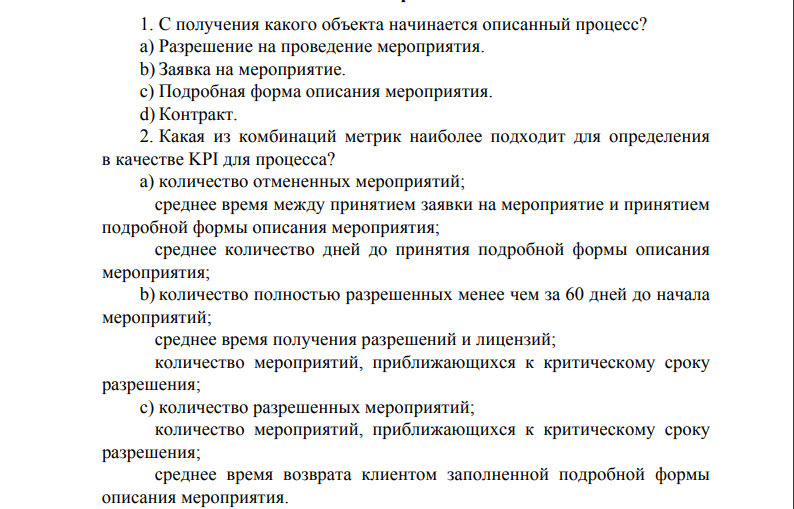 1. С получения какого объекта начинается описанный процесс?
a) Разрешение на проведение мероприятия.
b) Заявка на мероприятие.
c) Подробная форма описания мероприятия.
d) Контракт.
2. Какая из комбинаций метрик наиболее подходит для определения
в качестве KPI для процесса?
a) количество отмененных мероприятий;
среднее время между принятием заявки на мероприятие и принятием
подробной формы описания мероприятия;
среднее количество дней до принятия подробной формы описания
мероприятия;
b) количество полностью разрешенных менее чем за 60 дней до начала
мероприятий;
среднее время получения разрешений и лицензий;
количество мероприятий, приближающихся к критическому сроку
разрешения;
c) количество разрешенных мероприятий;
количество мероприятий, приближающихся к критическому сроку
разрешения;
среднее время возврата клиентом заполненной подробной формы
описания мероприятия.